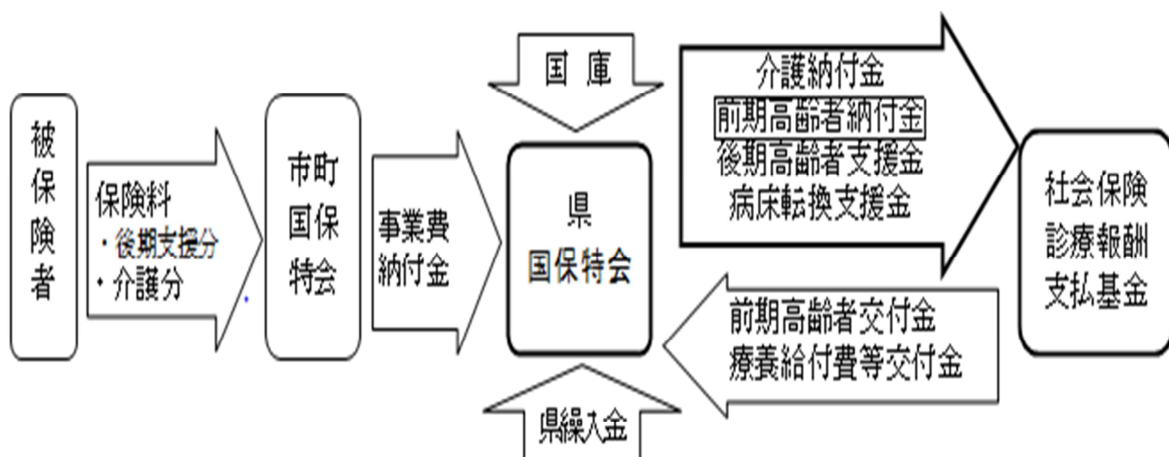 被保険者
保険料
・後期支援分
・介護分
市町国保特会
事業費
納付金
国庫
県
国保特会
県繰入金
介護納付金
前期高齢者納付金
後期高齢者支援金
病床転換支援金
前期高齢者交付金
療養給付費等交付金
社会保険
診療報酬
支払基金